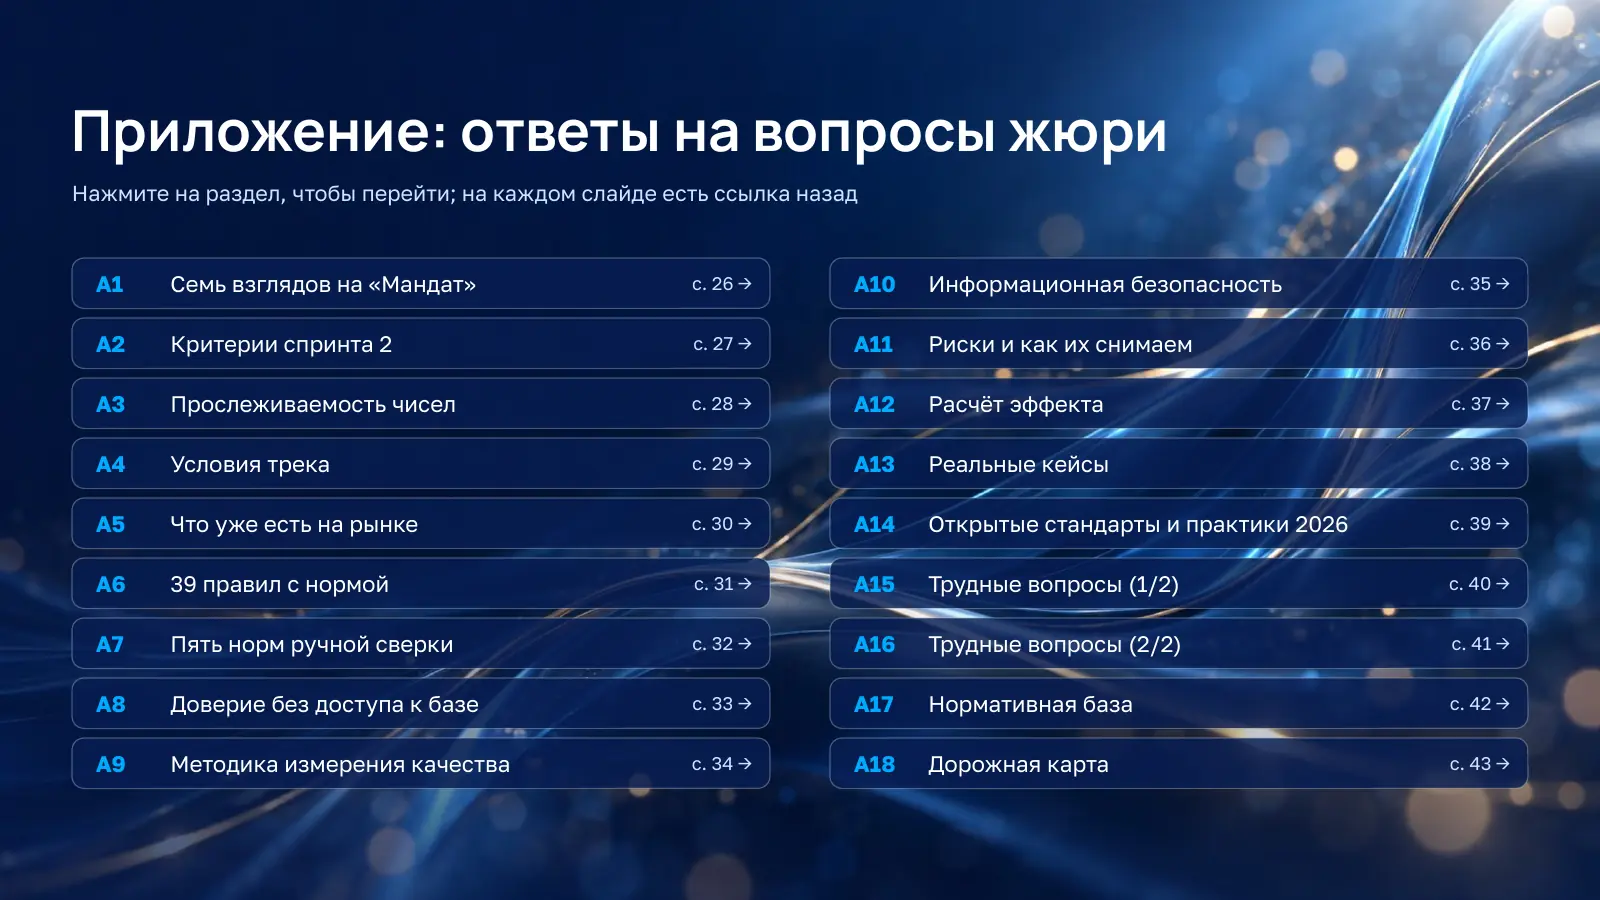 Приложение: ответы на вопросы жюри
Нажмите на раздел, чтобы перейти; на каждом слайде есть ссылка назад
A1 Семь взглядов на «Мандат» с. 26 →
A2 Критерии спринта 2 с. 27 →
A3 Прослеживаемость чисел с. 28 →
A4 Условия трека с. 29 →
A5 Что уже есть на рынке с. 30 →
A6 39 правил с нормой с. 31 →
A7 Пять норм ручной сверки с. 32 →
A8 Доверие без доступа к базе с. 33 →
A9 Методика измерения качества с. 34 →
A10 Информационная безопасность с. 35 →
A11 Риски и как их снимаем с. 36 →
A12 Расчёт эффекта с. 37 →
A13 Реальные кейсы с. 38 →
A14 Открытые стандарты и практики 2026 с. 39 →
A15 Трудные вопросы (1/2) с. 40 →
A16 Трудные вопросы (2/2) с. 41 →
A17 Нормативная база с. 42 →
A18 Дорожная карта с. 43 →